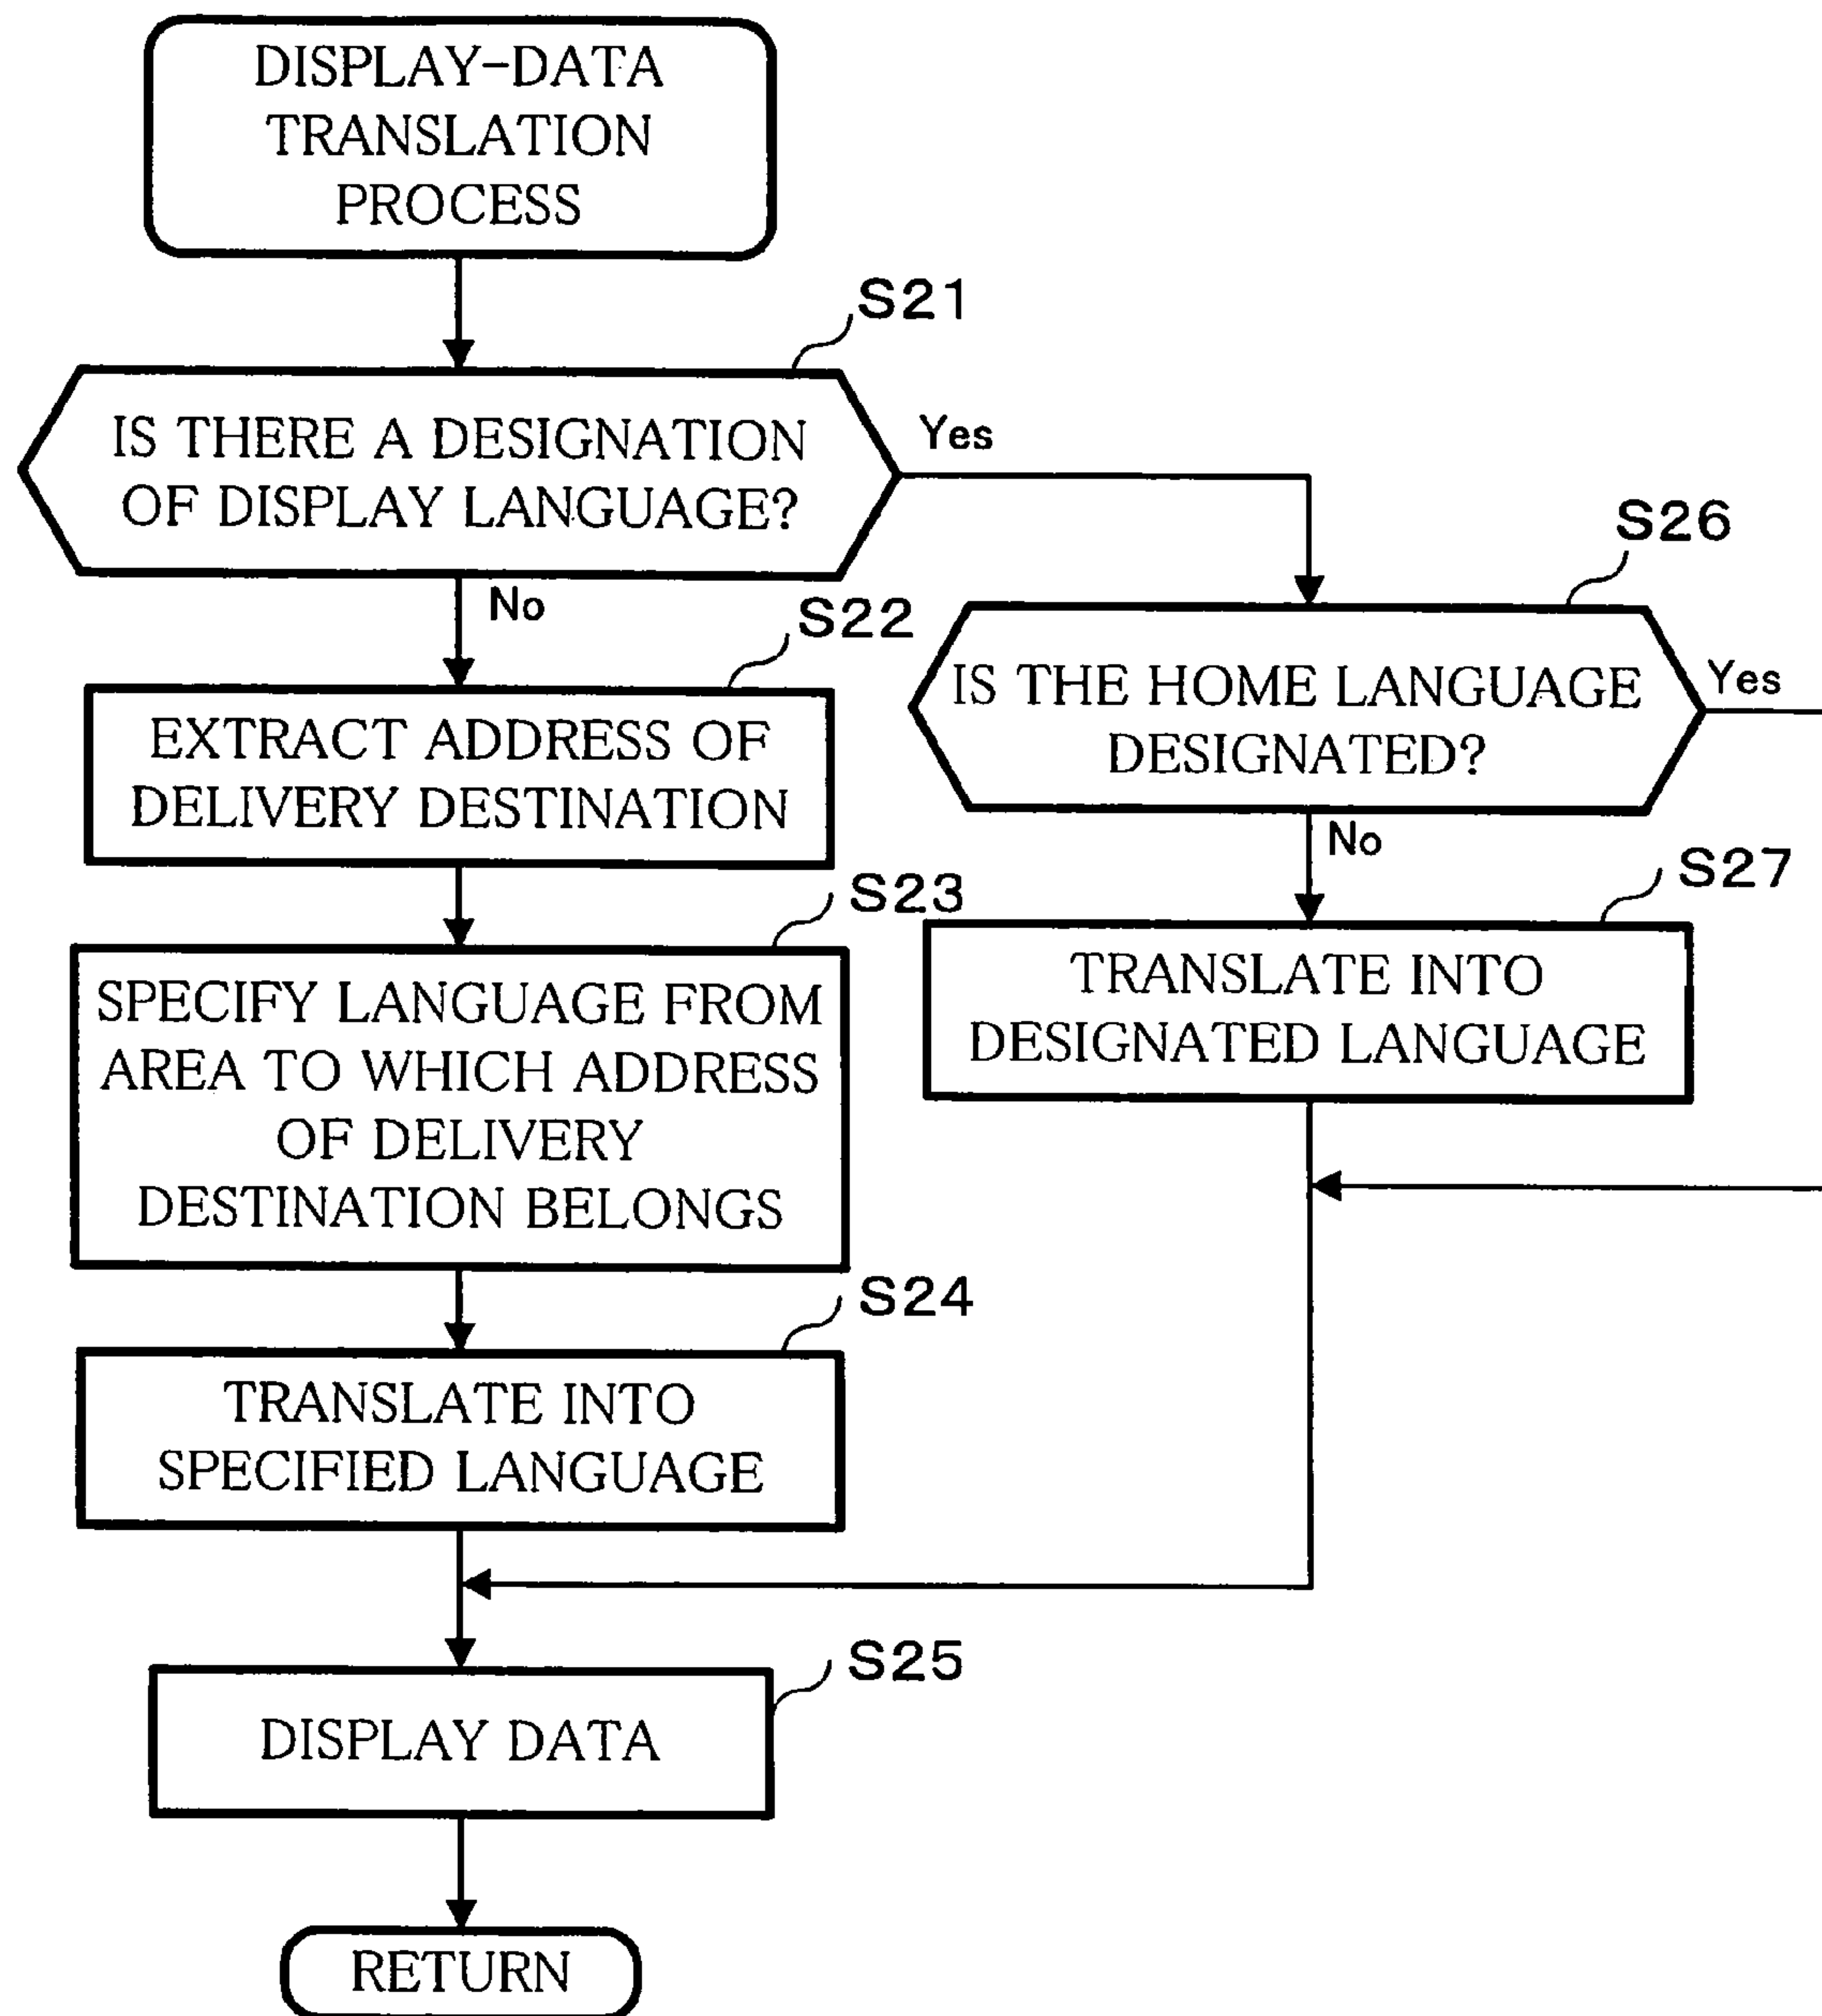 DISPLAY-DATA
TRANSLATION
PROCESS
S21
IS THERE A DESIGNATION
OF DISPLAY LANGUAGE?
Yes
No
S22
EXTRACT ADDRESS OF
DELIVERY DESTINATION
S23
SPECIFY LANGUAGE FROM
AREA TO WHICH ADDRESS
OF DELIVERY
DESTINATION BELONGS
S24
TRANSLATE INTO
SPECIFIED LANGUAGE
S25
DISPLAY DATA
RETURN
S26
IS THE HOME LANGUAGE
DESIGNATED?
Yes
No
S27
TRANSLATE INTO
DESIGNATED LANGUAGE